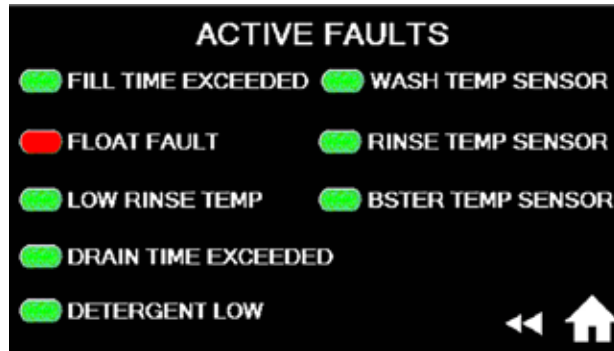 ACTIVE FAULTS
FILL TIME EXCEEDED WASH TEMP SENSOR
FLOAT FAULT RINSE TEMP SENSOR
LOW RINSE TEMP BSTER TEMP SENSOR
DRAIN TIME EXCEEDED
DETERGENT LOW